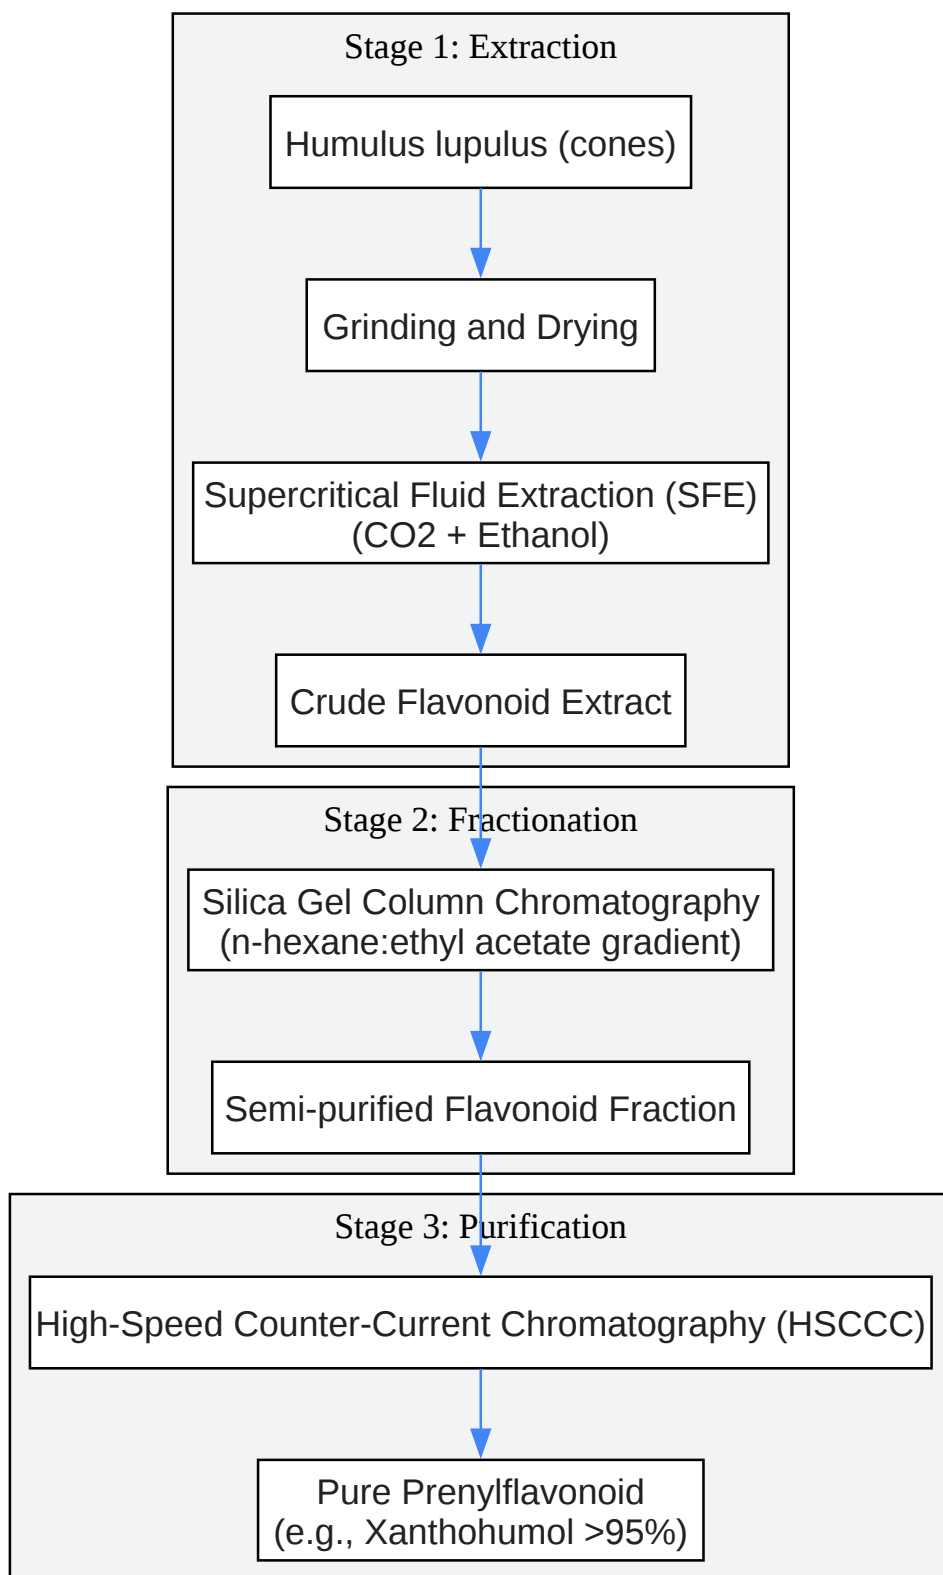 Stage 1: Extraction
Humulus lupulus (cones)
Grinding and Drying
Supercritical Fluid Extraction (SFE)
(CO2 + Ethanol)
Crude Flavonoid Extract
Stage 2: Fractionation
Silica Gel Column Chromatography
(n-hexane:ethyl acetate gradient)
Semi-purified Flavonoid Fraction
Stage 3: Purification
High-Speed Counter-Current Chromatography (HSCCC)
Pure Prenylflavonoid
(e.g., Xanthohumol >95%)